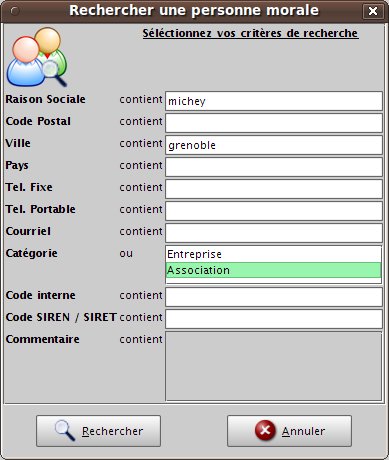 Rechercher une personne morale
Séléctionnez vos critères de recherche
Raison Sociale contient michey
Code Postal contient
Ville contient grenoble
Pays contient
Tel. Fixe contient
Tel. Portable contient
Courriel contient
Catégorie ou Entreprise
Association
Code interne contient
Code SIREN / SIRET contient
Commentaire contient
Rechercher Annuler